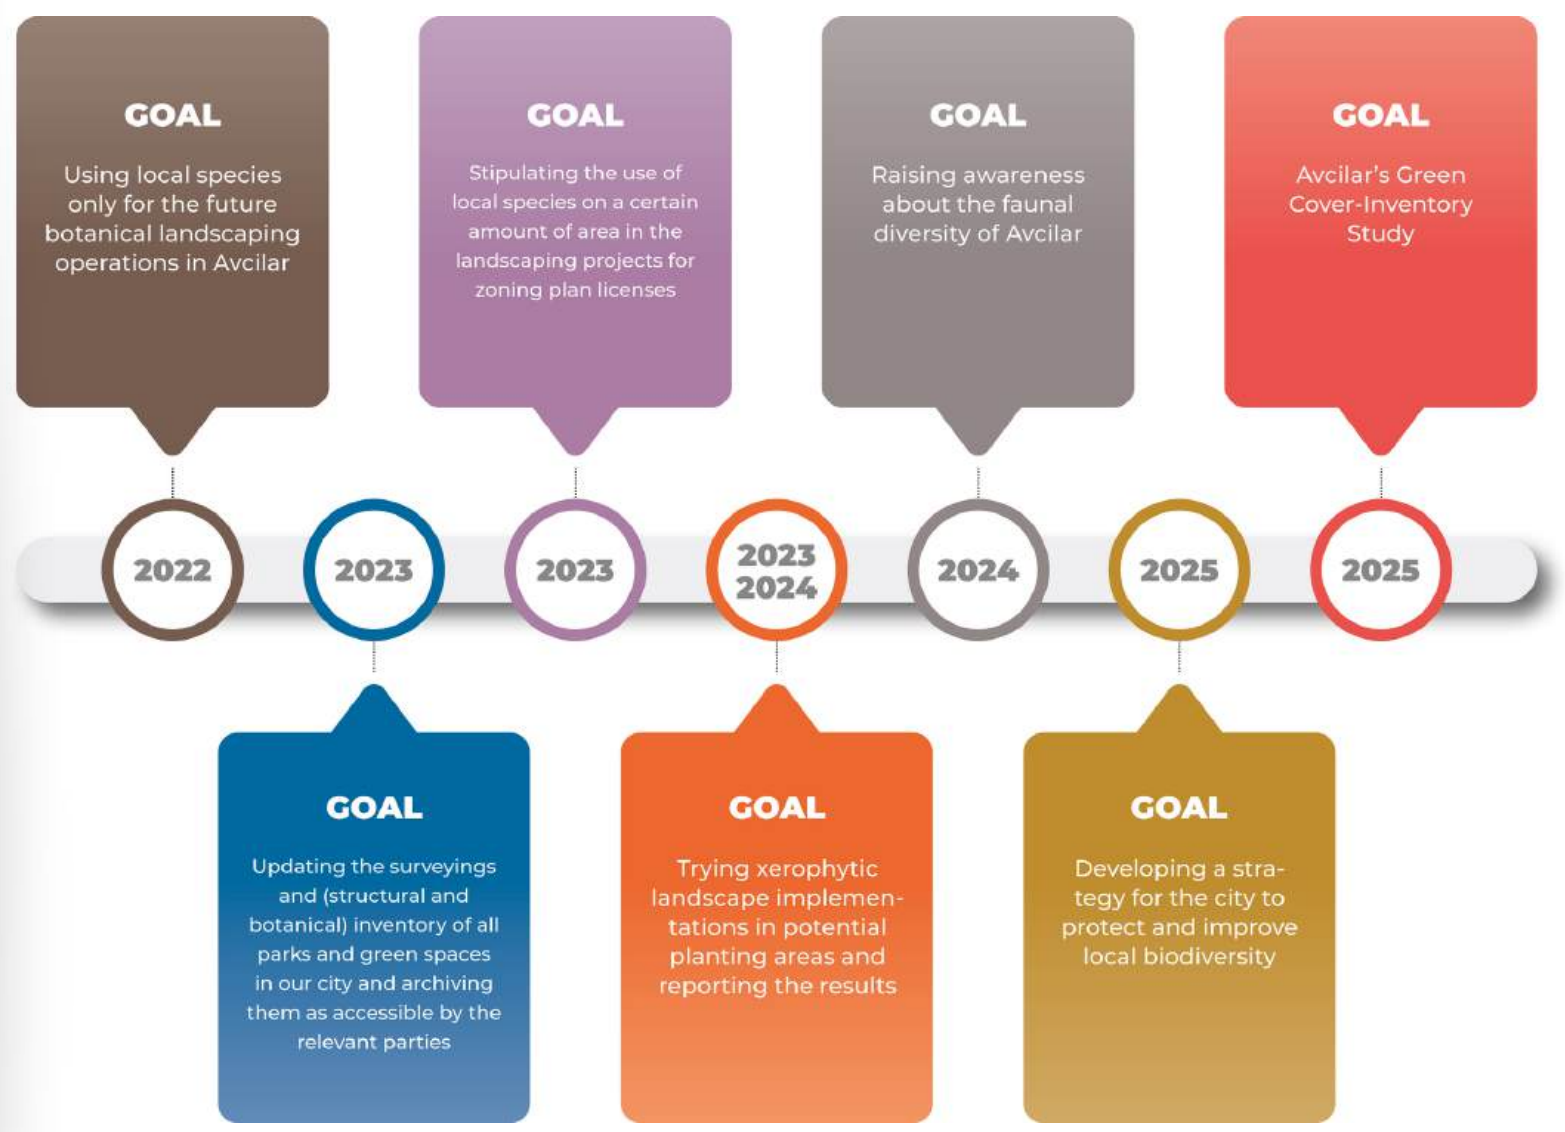 GOAL
Using local species
only for the future
botanical landscaping
operations in Avcilar
GOAL
Stipulating the use of
local species on a certain
amount of area in the
landscaping projects for
zoning plan licenses
GOAL
Raising awareness
about the faunal
diversity of Avcilar
GOAL
Avcilar’s Green
Cover-Inventory
Study
2022
2023
2023
2023
2024
2024
2025
2025
GOAL
Updating the surveyings
and (structural and
botanical) inventory of all
parks and green spaces
in our city and archiving
them as accessible by the
relevant parties
GOAL
Trying xerophytic
landscape implemen-
tations in potential
planting areas and
reporting the results
GOAL
Developing a stra-
tegy for the city to
protect and improve
local biodiversity